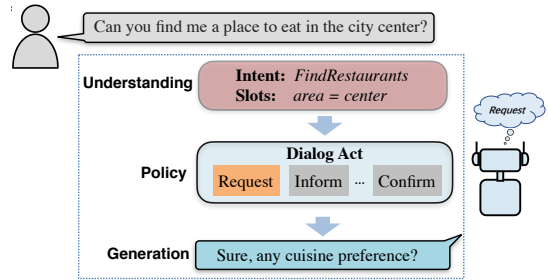 Can you find me a place to eat in the city center?
Understanding
Intent: FindRestaurants
Slots: area = center
Request
Policy
Dialog Act
Request Inform ... Confirm
Generation
Sure, any cuisine preference?